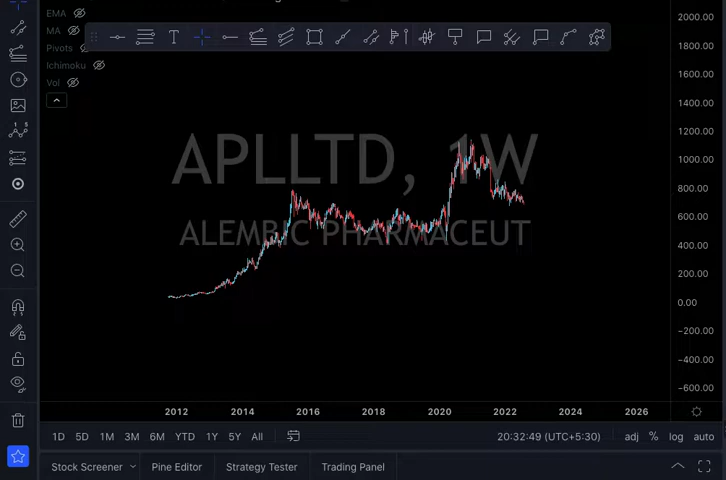 EMA
MA
Pivots
Ichimoku
Vol
T
APLLTD, 1W
ALEMBIC PHARMACEUT
2000.00
1800.00
1600.00
1400.00
1200.00
1000.00
800.00
600.00
400.00
200.00
0.00
−200.00
−400.00
−600.00
2012 2014 2016 2018 2020 2022 2024 2026
1D 5D 1M 3M 6M YTD 1Y 5Y All 20:32:49 (UTC+5:30) adj % log auto
Stock Screener Pine Editor Strategy Tester Trading Panel